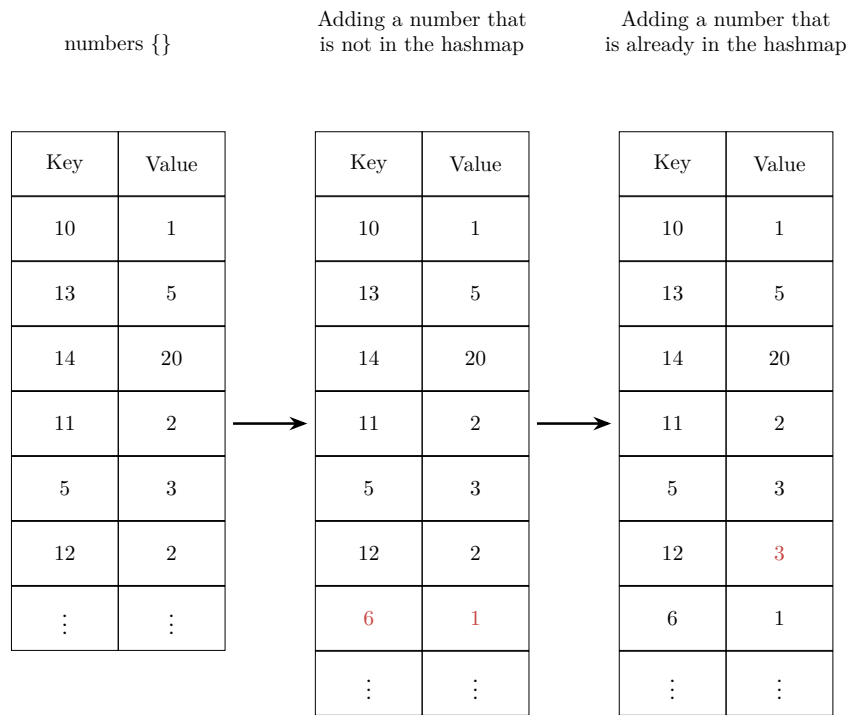 numbers {}
Adding a number that
is not in the hashmap
Adding a number that
is already in the hashmap
Key Value
10 1
13 5
14 20
11 2
5 3
12 2
⋮ ⋮
Key Value
10 1
13 5
14 20
11 2
5 3
12 2
6 1
⋮ ⋮
Key Value
10 1
13 5
14 20
11 2
5 3
12 3
6 1
⋮ ⋮